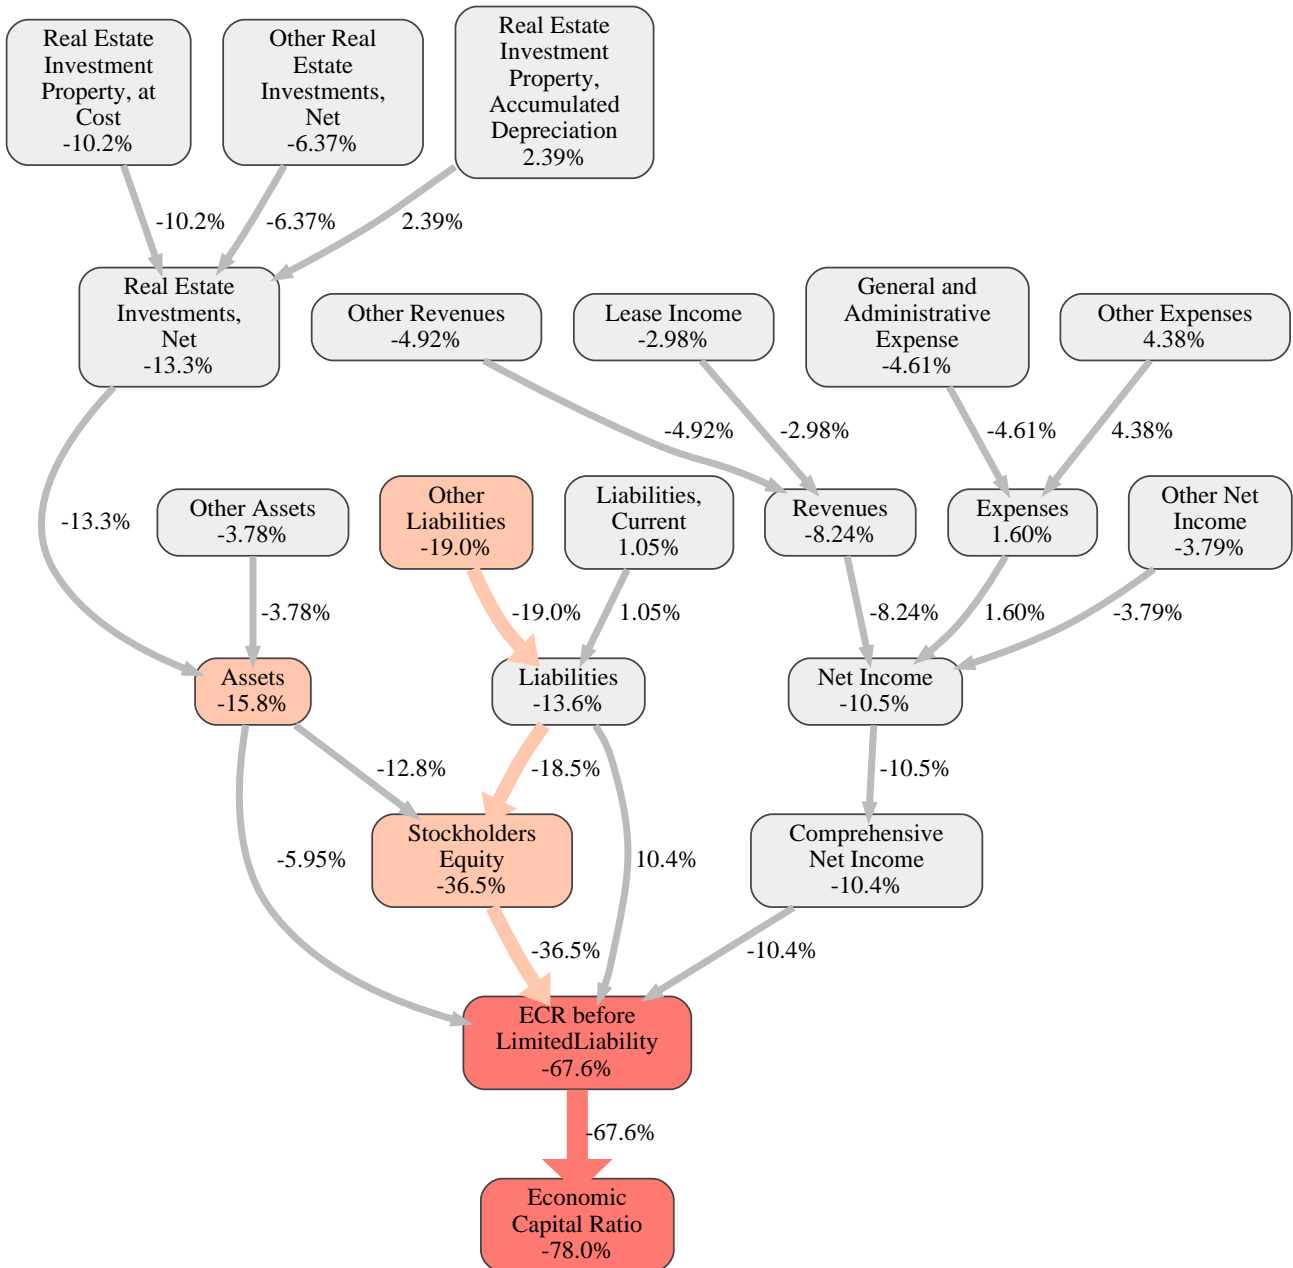 Real Estate
Investment
Property, at
Cost
-10.2%
Other Real
Estate
Investments,
Net
-6.37%
Real Estate
Investment
Property,
Accumulated
Depreciation
2.39%
-10.2%
-6.37%
2.39%
Real Estate
Investments,
Net
-13.3%
Other Revenues
-4.92%
Lease Income
-2.98%
General and
Administrative
Expense
-4.61%
Other Expenses
4.38%
-4.92%
-2.98%
-4.61%
4.38%
-13.3%
Other Assets
-3.78%
Other
Liabilities
-19.0%
Liabilities,
Current
1.05%
Revenues
-8.24%
Expenses
1.60%
Other Net
Income
-3.79%
-3.78%
-19.0%
1.05%
-8.24%
1.60%
-3.79%
Assets
-15.8%
Liabilities
-13.6%
Net Income
-10.5%
-12.8%
-18.5%
-10.5%
-5.95%
Stockholders
Equity
-36.5%
10.4%
Comprehensive
Net Income
-10.4%
-36.5%
-10.4%
ECR before
LimitedLiability
-67.6%
-67.6%
Economic
Capital Ratio
-78.0%